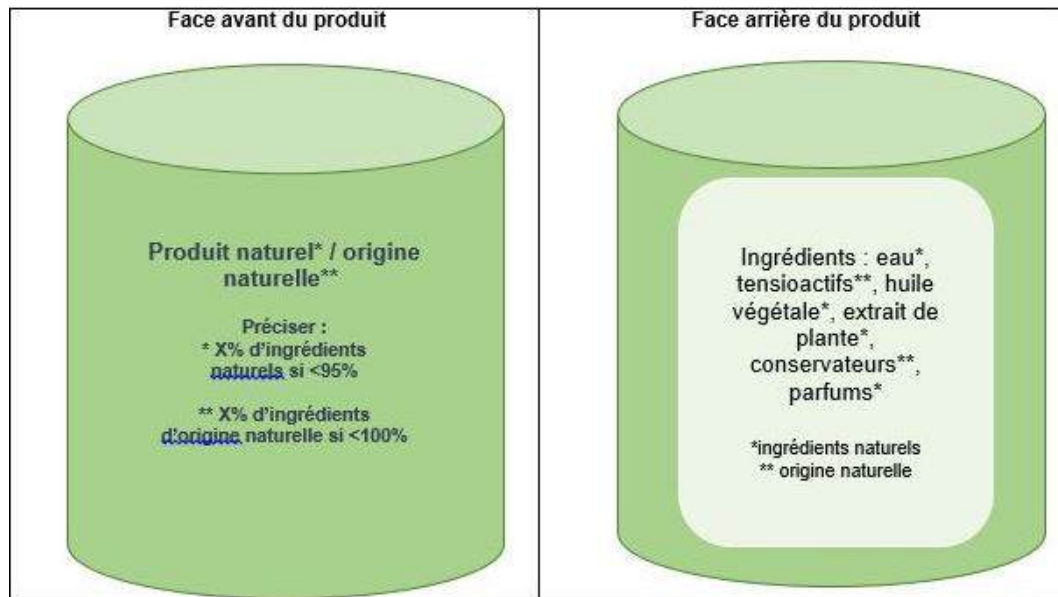 Face avant du produit
Produit naturel* / origine
naturelle**
Préciser :
* X% d'ingrédients
naturels si <95%
** X% d'ingrédients
d'origine naturelle si <100%
Face arrière du produit
Ingrédients : eau*,
tensioactifs**, huile
végétale*, extrait de
plante*,
conservateurs**,
parfums*
*ingrédients naturels
** origine naturelle